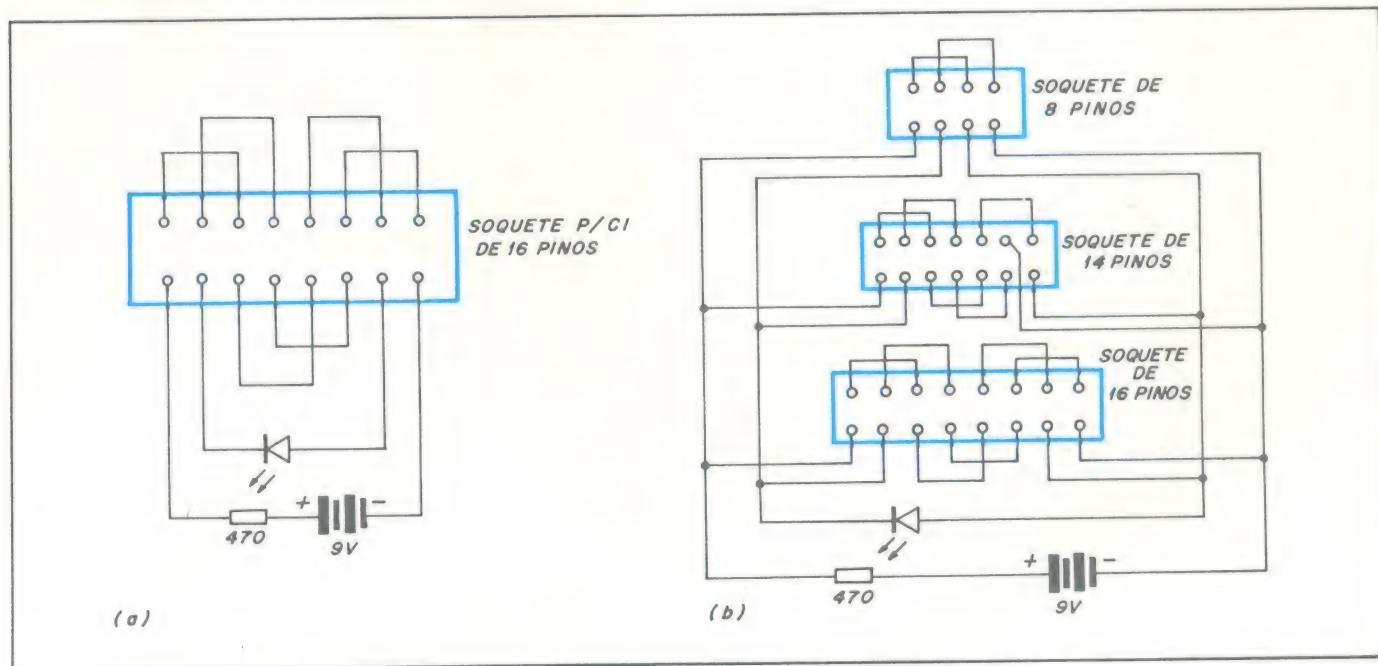 SOQUETE P/CI
DE 16 PINOS
+
-
470
9V
(a)
SOQUETE DE
8 PINOS
SOQUETE DE
14 PINOS
SOQUETE
DE
16 PINOS
+
-
470
9V
(b)